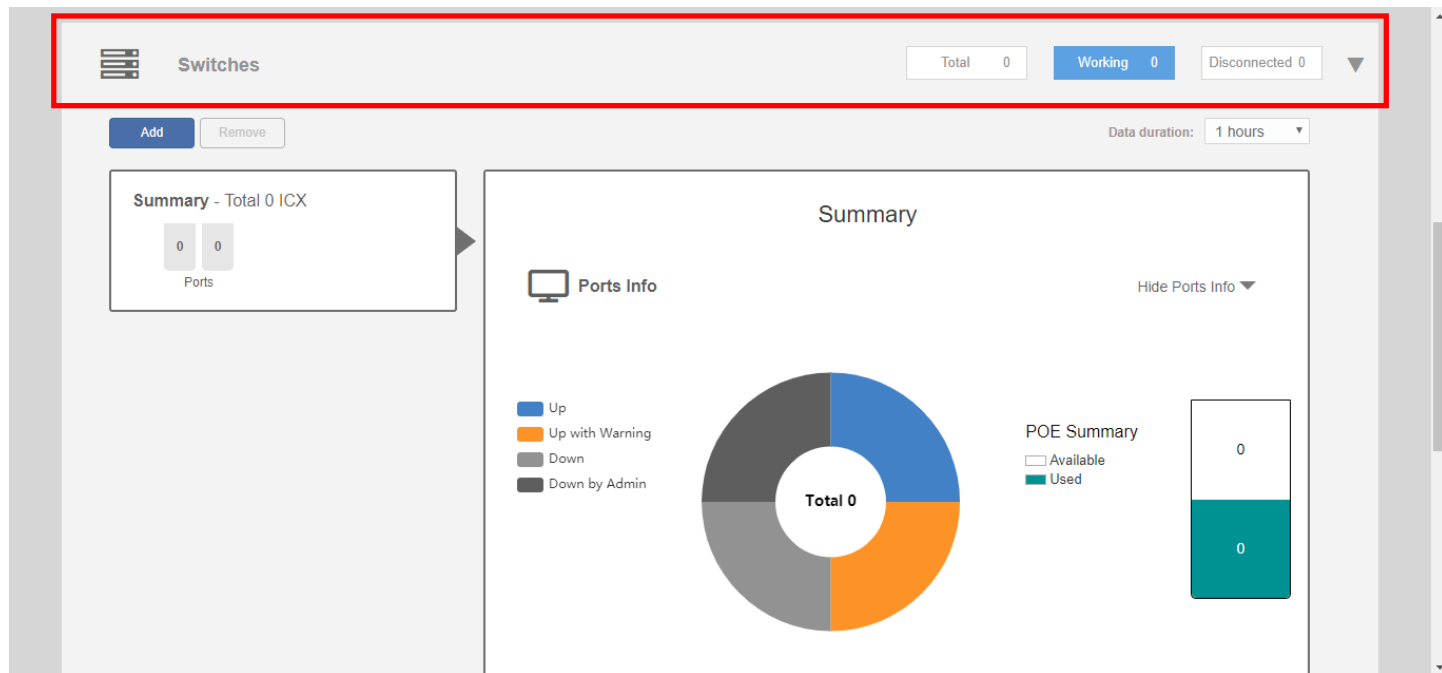 Switches
Total 0
Working 0
Disconnected 0
Add
Remove
Data duration: 1 hours
Summary - Total 0 ICX
0 0
Ports
Summary
Ports Info
Hide Ports Info
Up
Up with Warning
Down
Down by Admin
Total 0
POE Summary
Available
Used
0
0